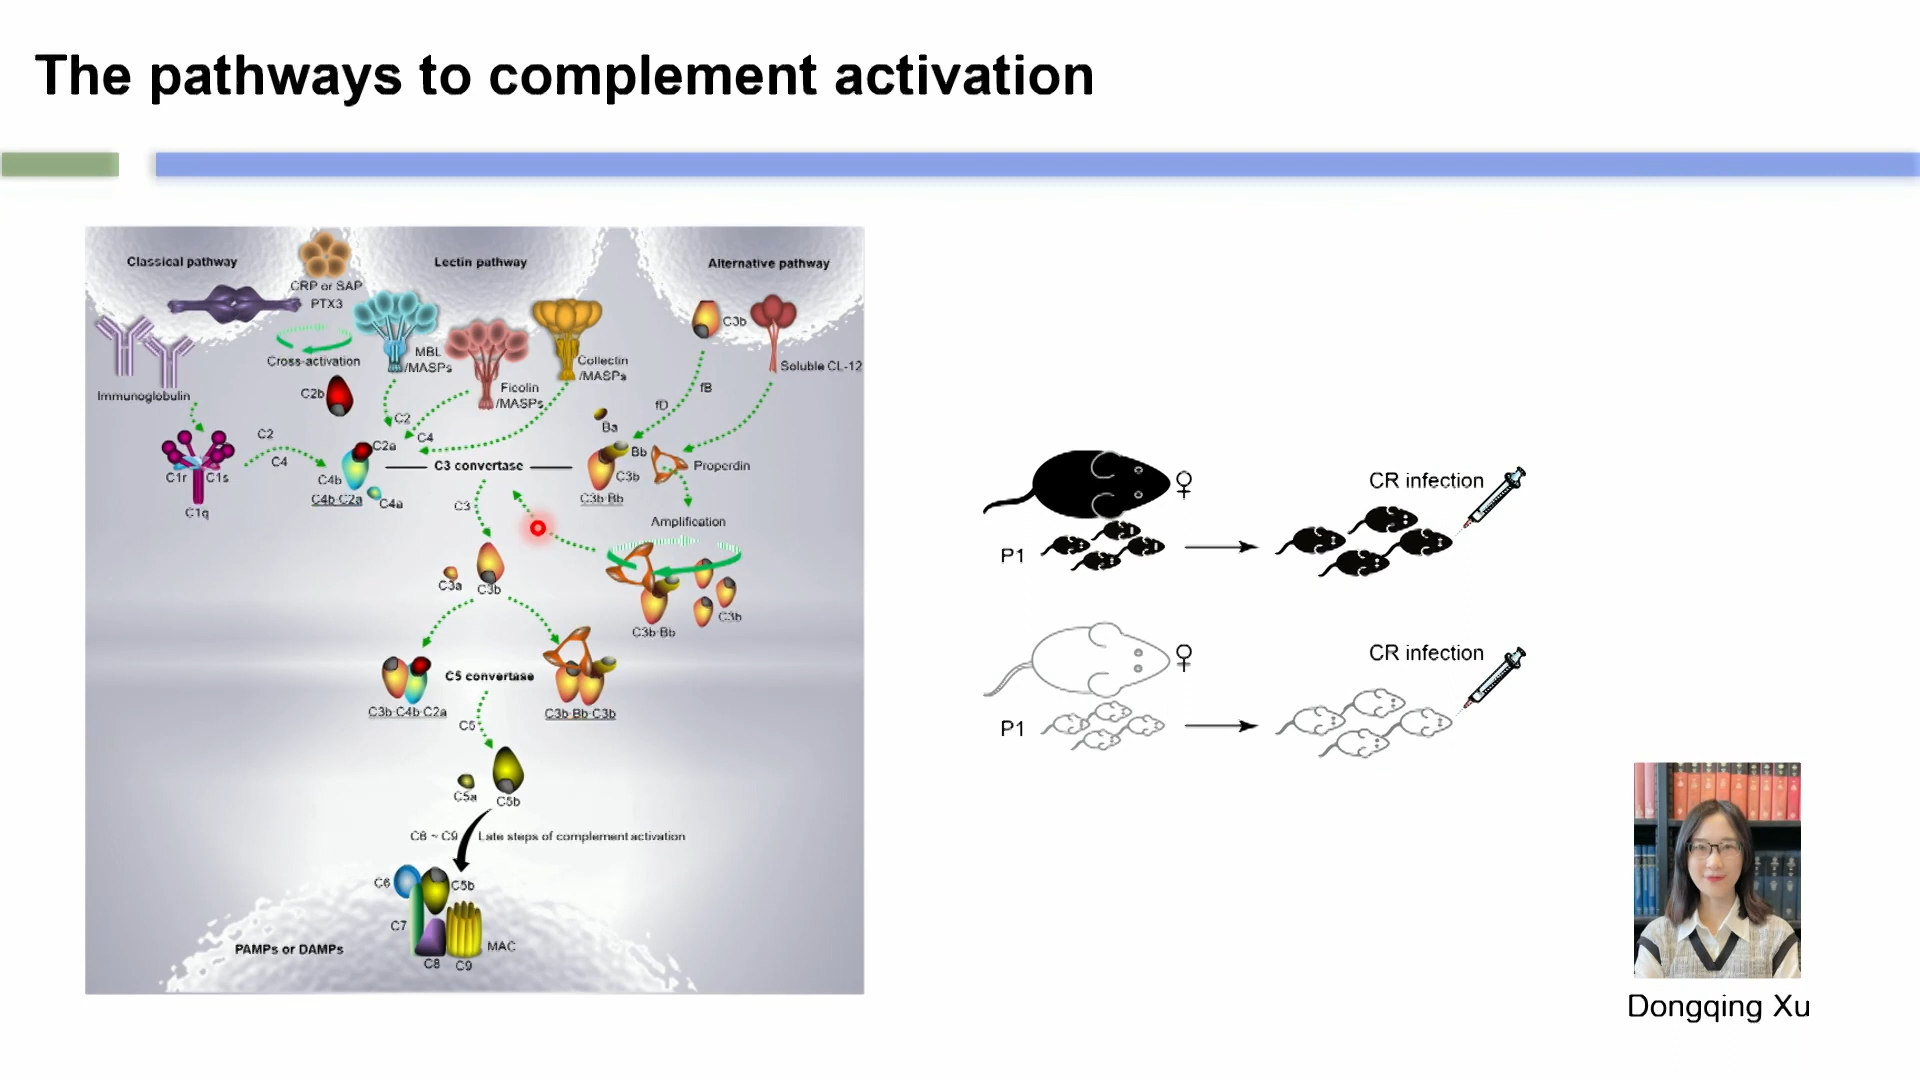 The pathways to complement activation
Classical pathway
Lectin pathway
Alternative pathway
CRP or SAP
PTX3
Cross-activation
Immunoglobulin
C2b
MBL
/MASPs
Ficolin
/MASPs
Collectin
/MASPs
C3b
Soluble CL-12
fB
fD
C2
C4
C2
C4
C1r
C1s
C1q
C2a
C4b
C4b·C2a
C4a
C3 convertase
Ba
Bb
C3b
C3b·Bb
Properdin
Amplification
C3
C3a
C3b
C3b·Bb
C3b
C5 convertase
C3b·C4b·C2a
C3b·Bb·C3b
C5
C5a
C5b
C6 ~ C9
Late steps of complement activation
C6
C5b
C7
C8
C9
MAC
PAMPs or DAMPs
♀
P1
CR infection
♀
P1
CR infection
Dongqing Xu